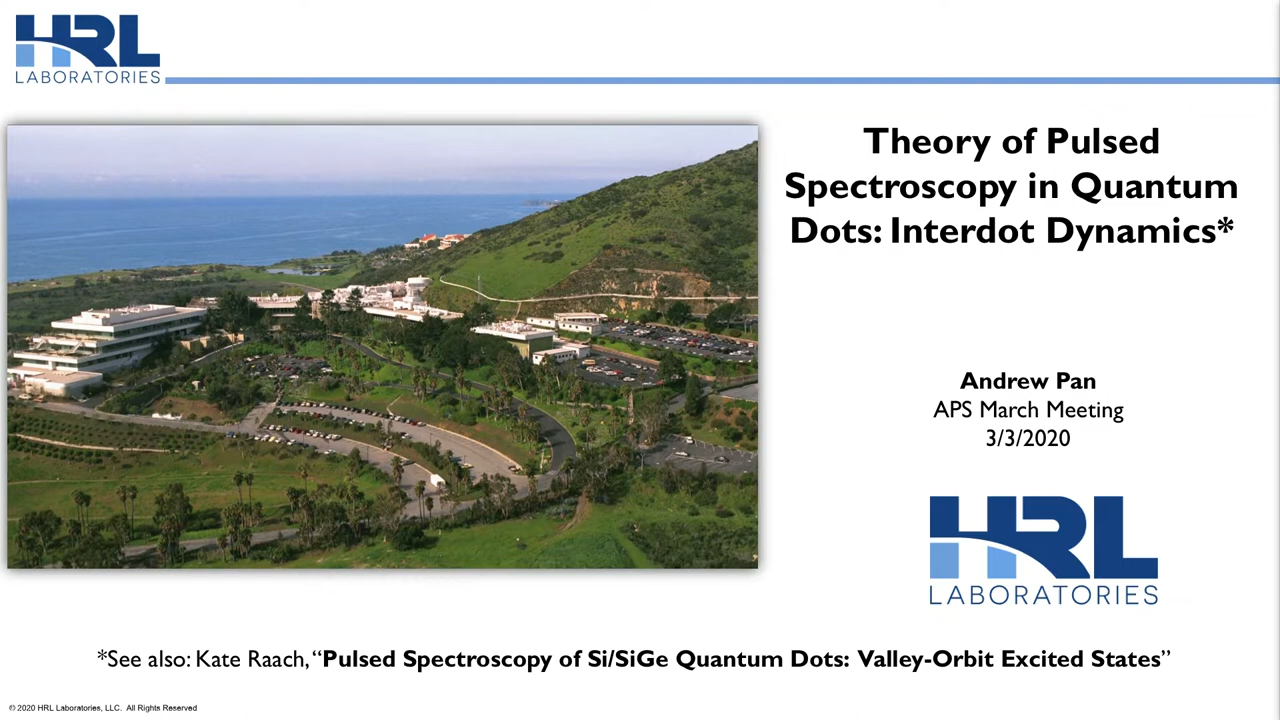 HRL
LABORATORIES
Theory of Pulsed
Spectroscopy in Quantum
Dots: Interdot Dynamics*
Andrew Pan
APS March Meeting
3/3/2020
HRL
LABORATORIES
*See also: Kate Raach, “Pulsed Spectroscopy of Si/SiGe Quantum Dots:  Valley-Orbit Excited States”
© 2020 HRL Laboratories, LLC.  All Rights Reserved